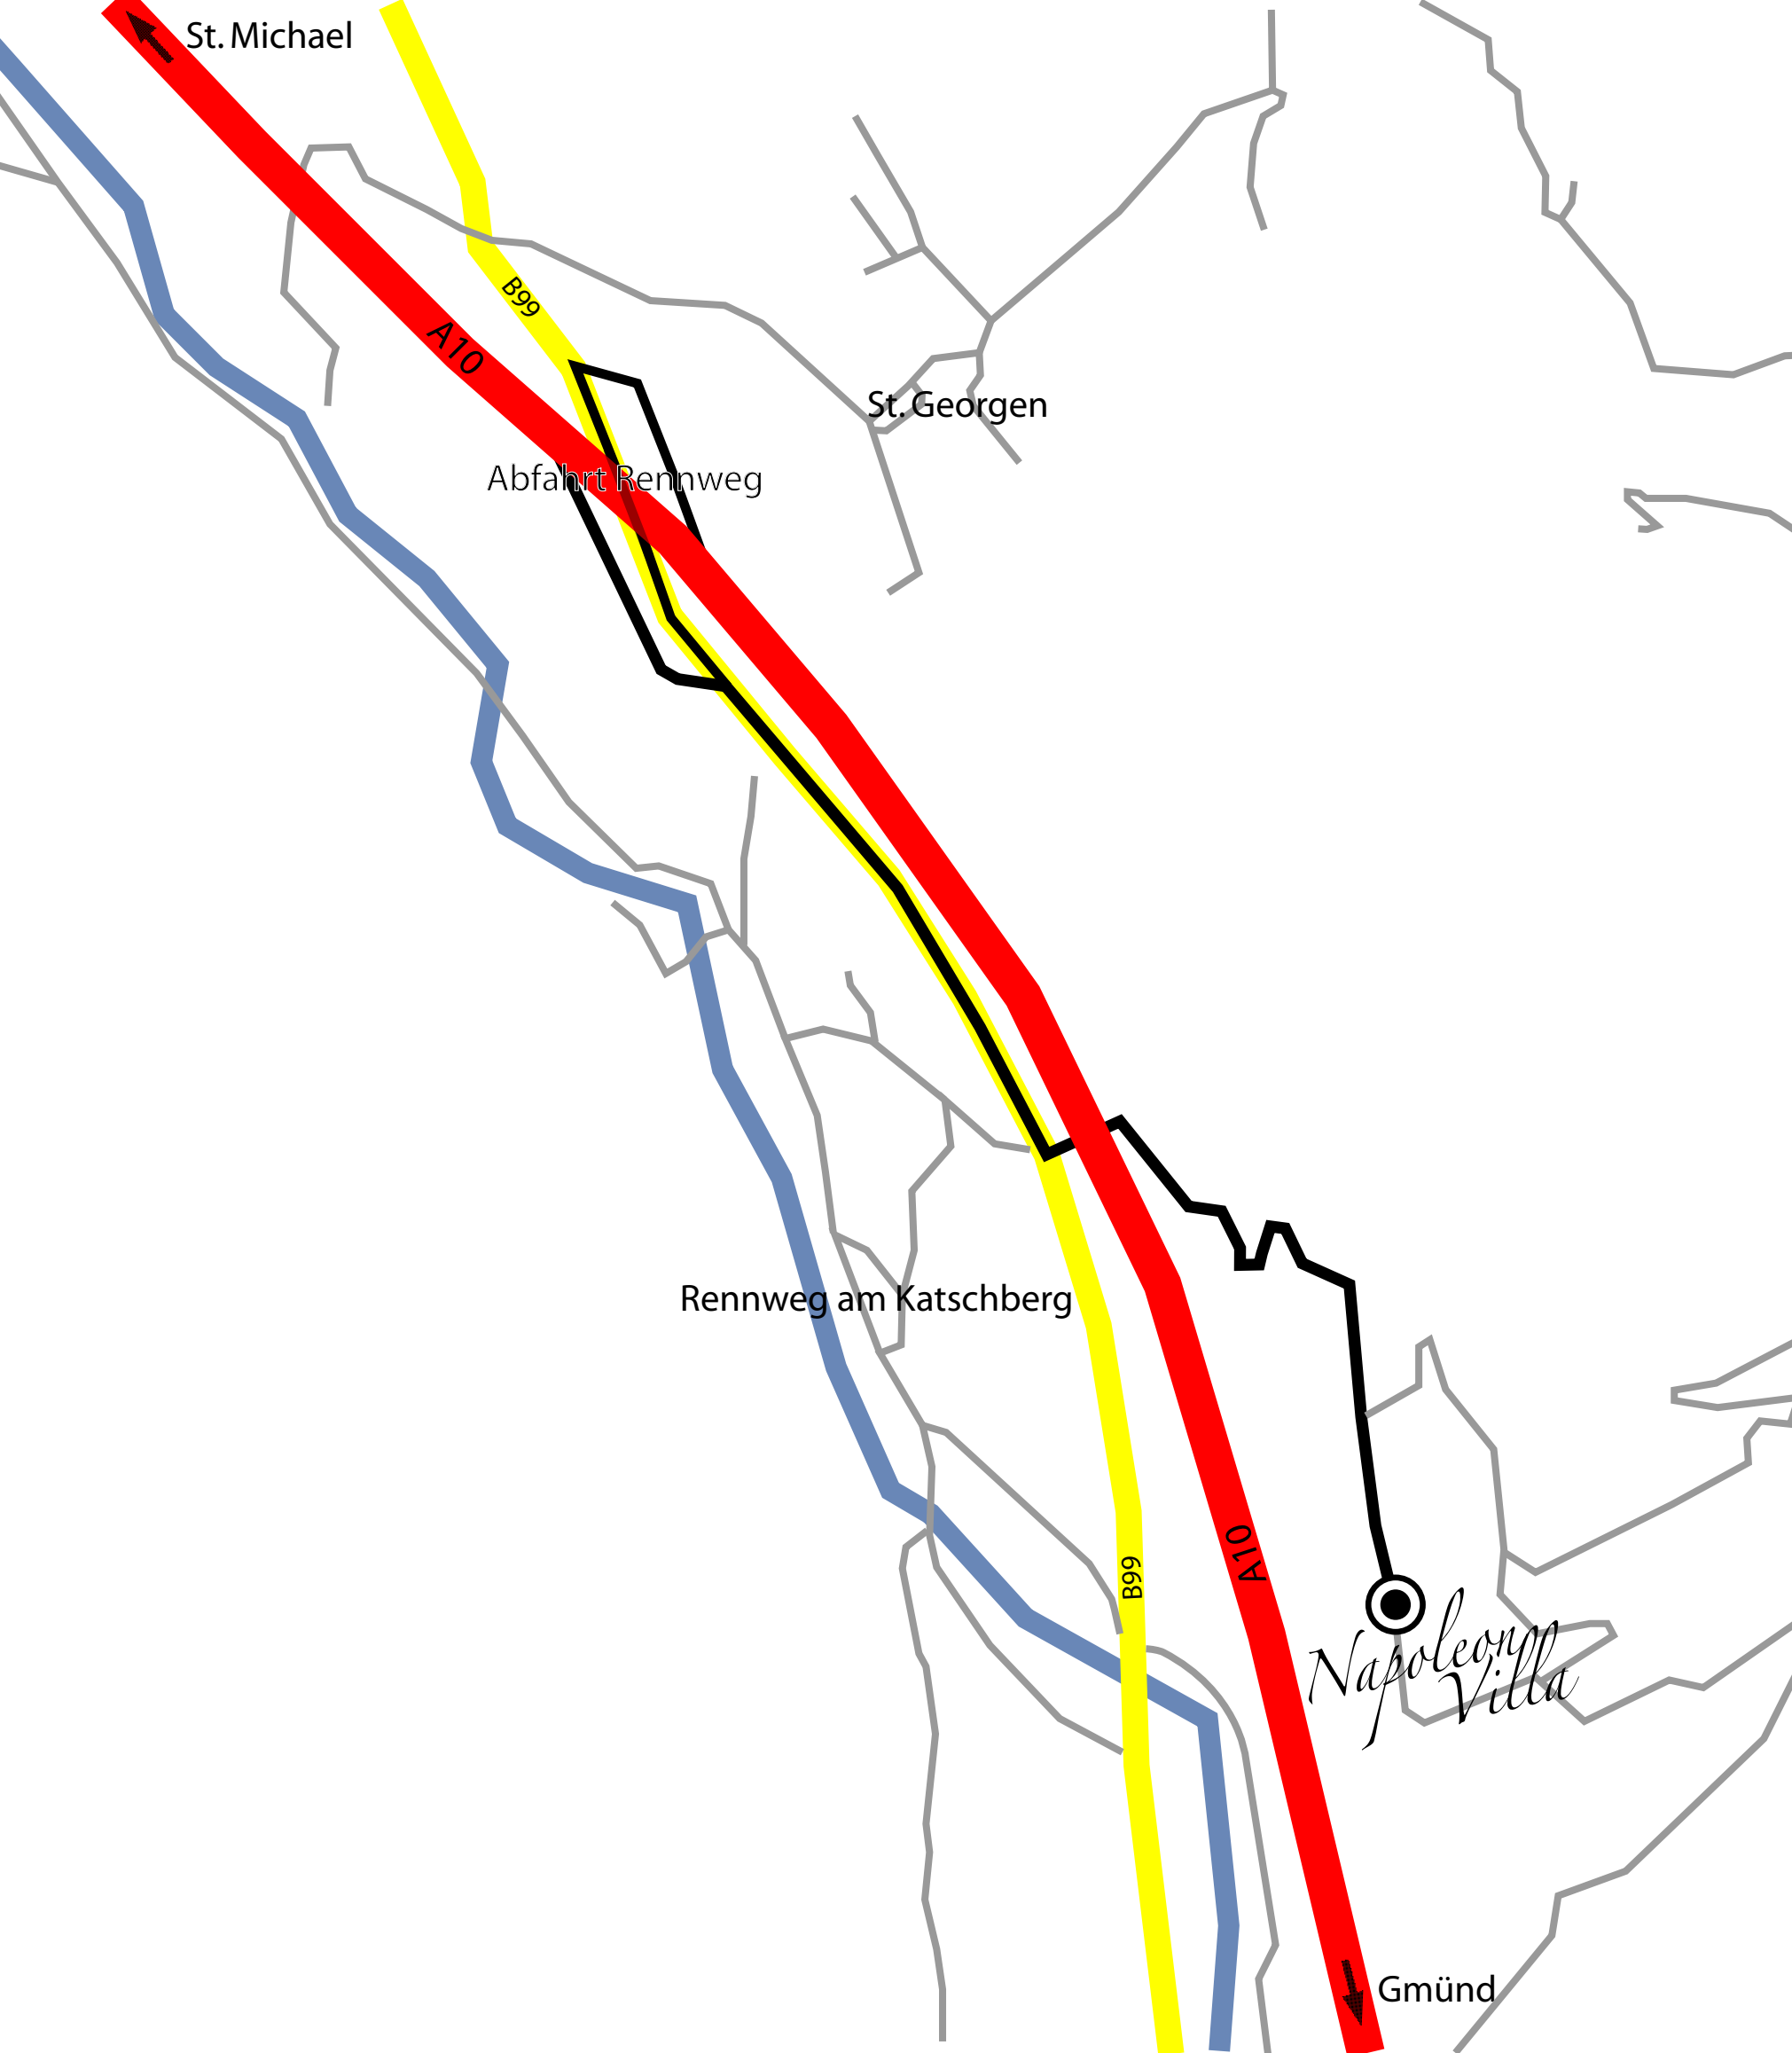 St. Michael
B99
A10
St. Georgen
Abfahrt Rennweg
Rennweg am Katschberg
A10
B99
Napoleon
Villa
Gmünd